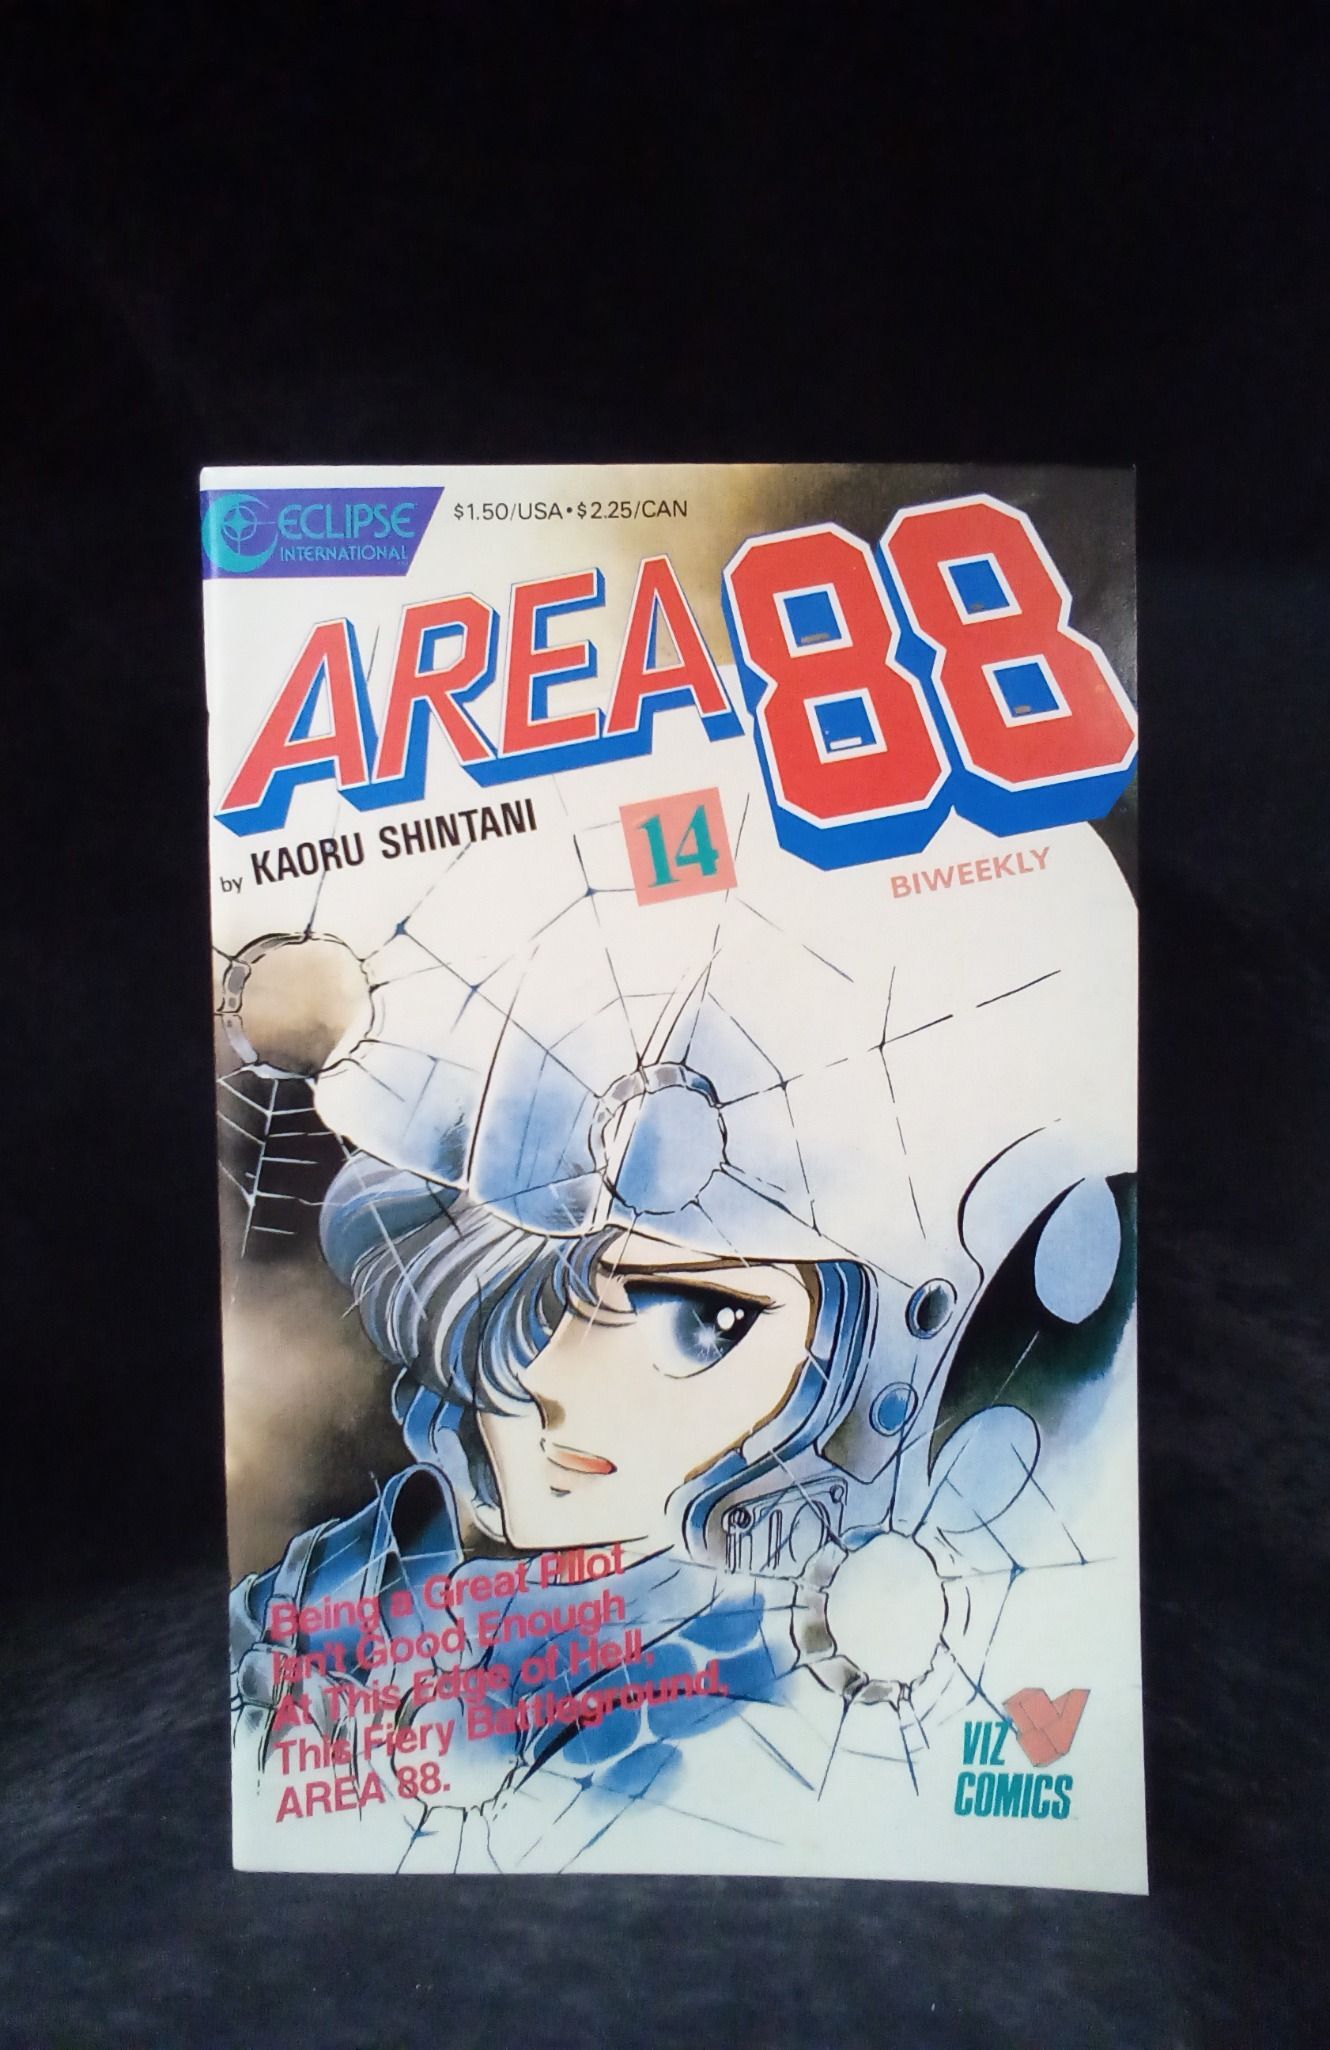 ECLIPSE
INTERNATIONAL
$1.50/USA • $2.25/CAN
AREA 88
by KAORU SHINTANI
14
BIWEEKLY
Being a Great Pilot
Isn't Good Enough
At This Edge of Hell,
This Fiery Battleground,
AREA 88.
VIZ
COMICS